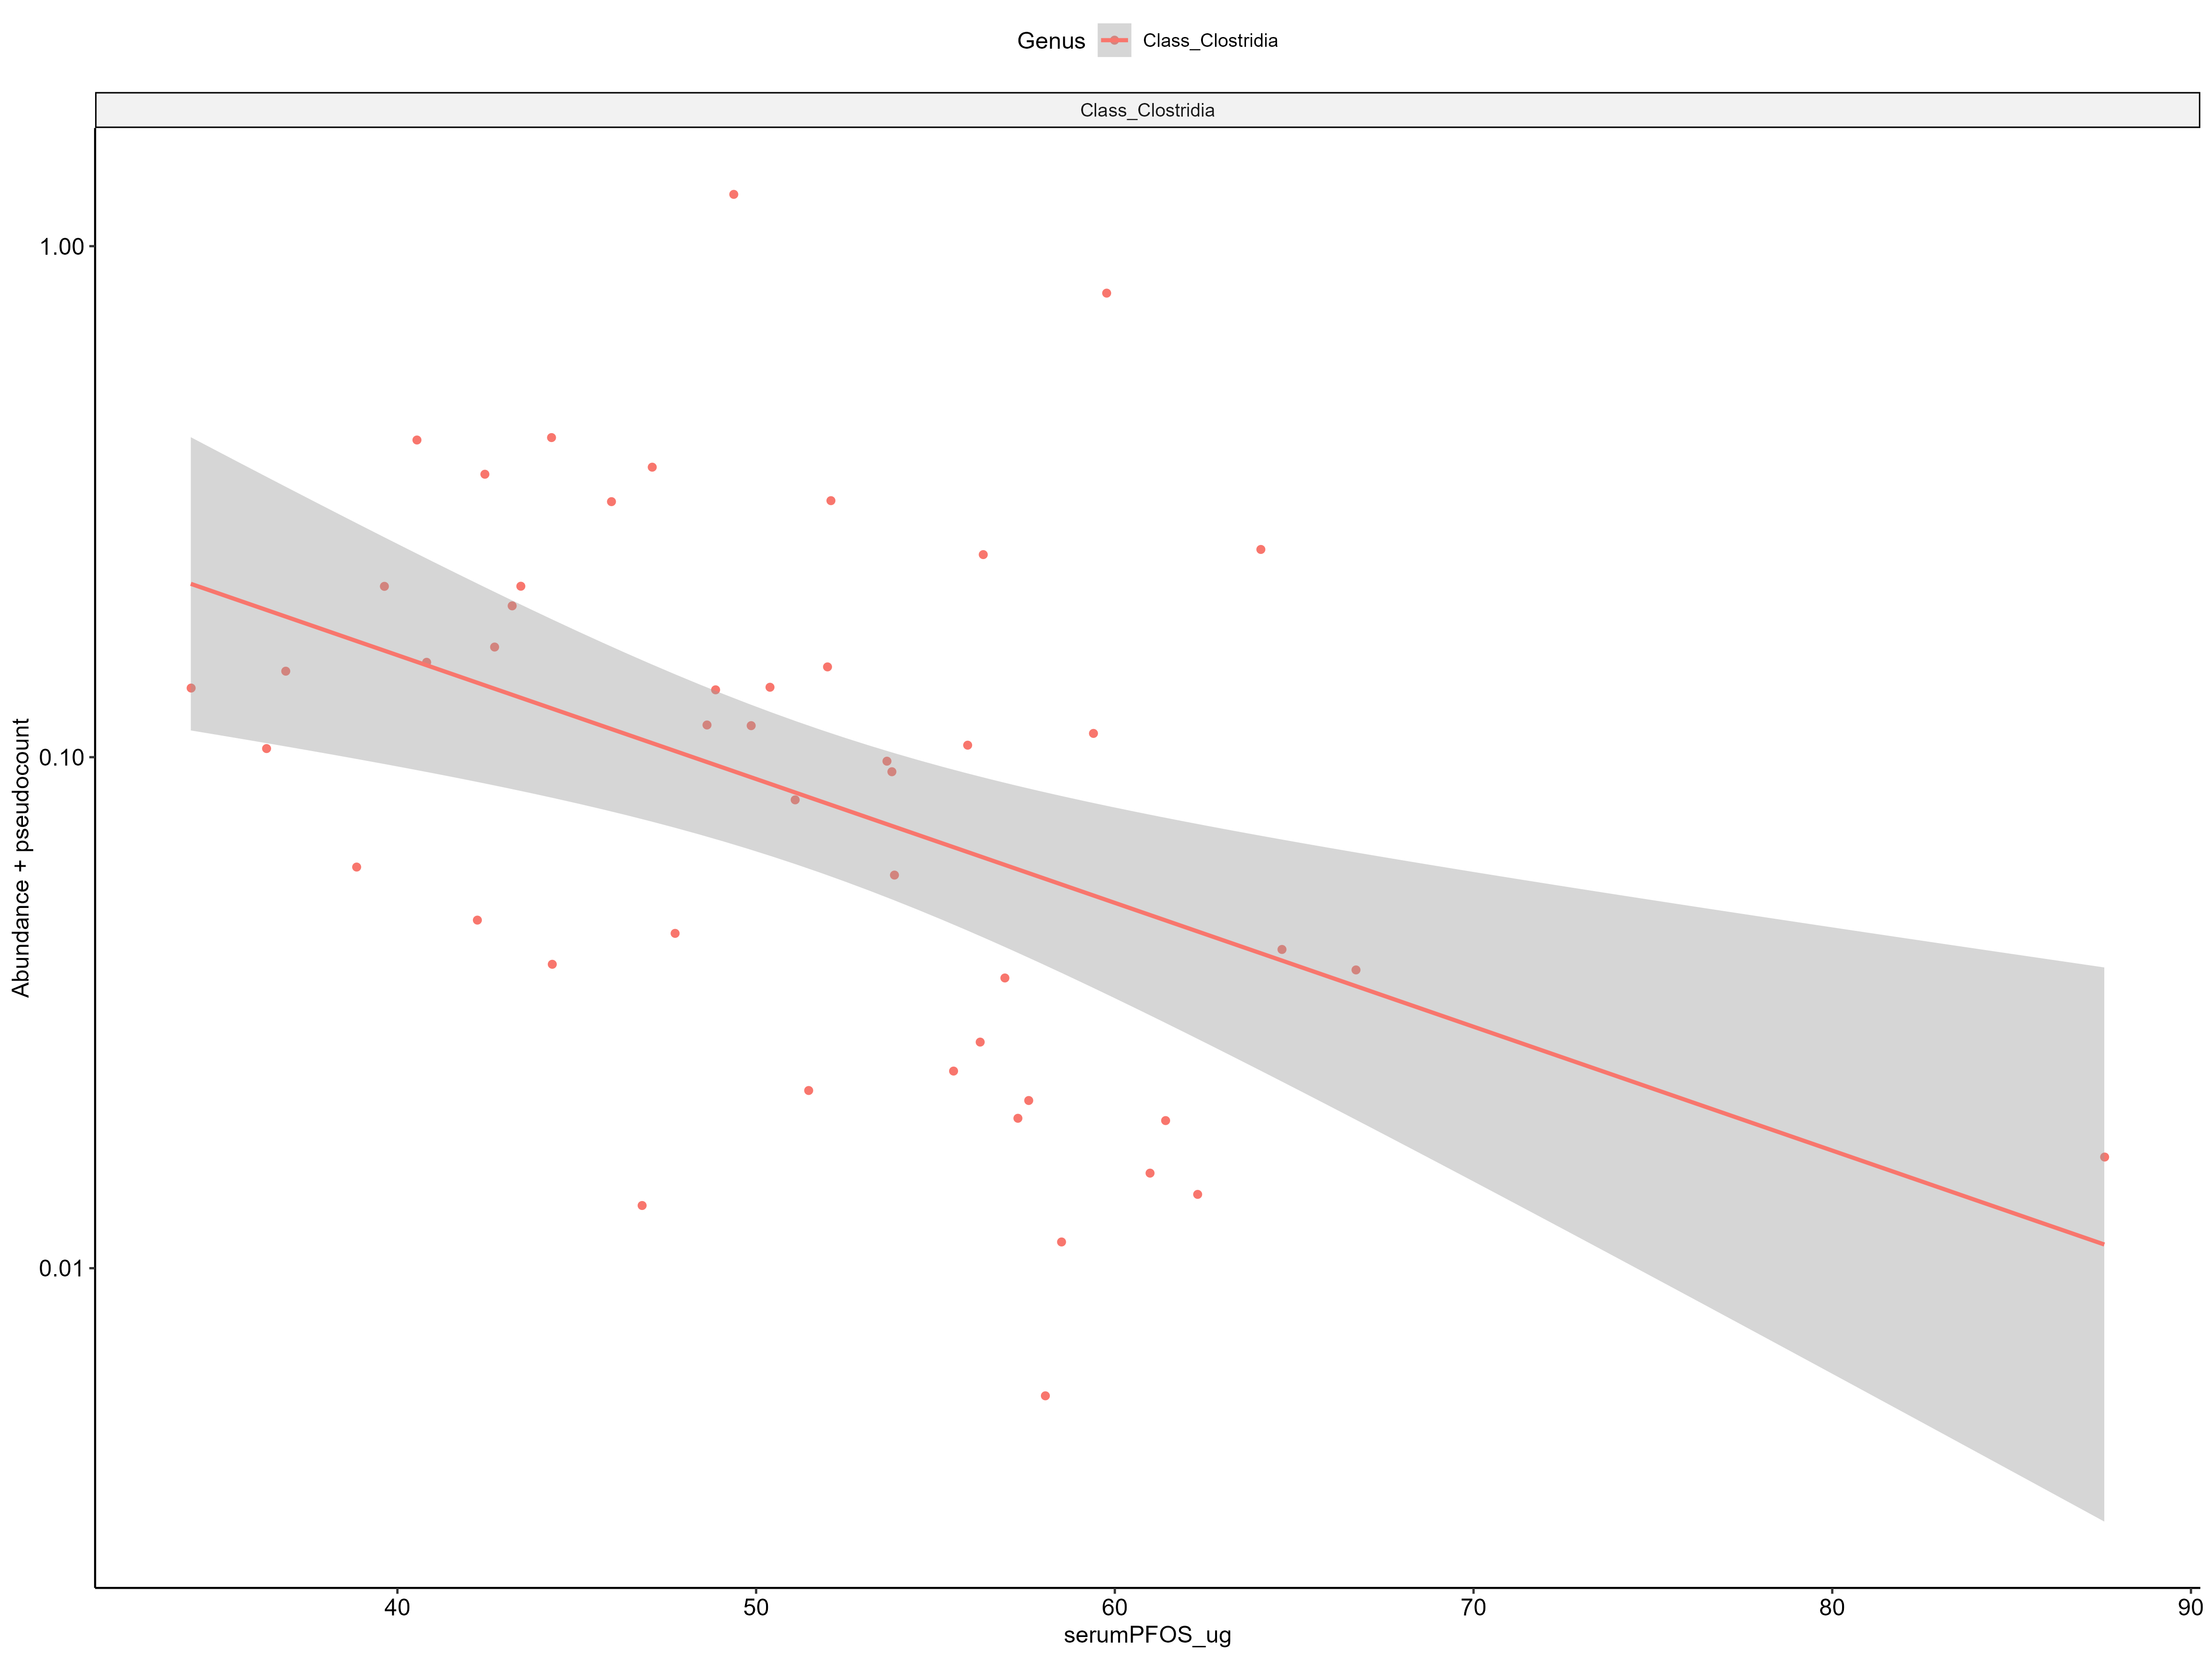 Genus Class_Clostridia
Class_Clostridia
1.00
0.10
0.01
Abundance + pseudocount
40 50 60 70 80 90
serumPFOS_ug